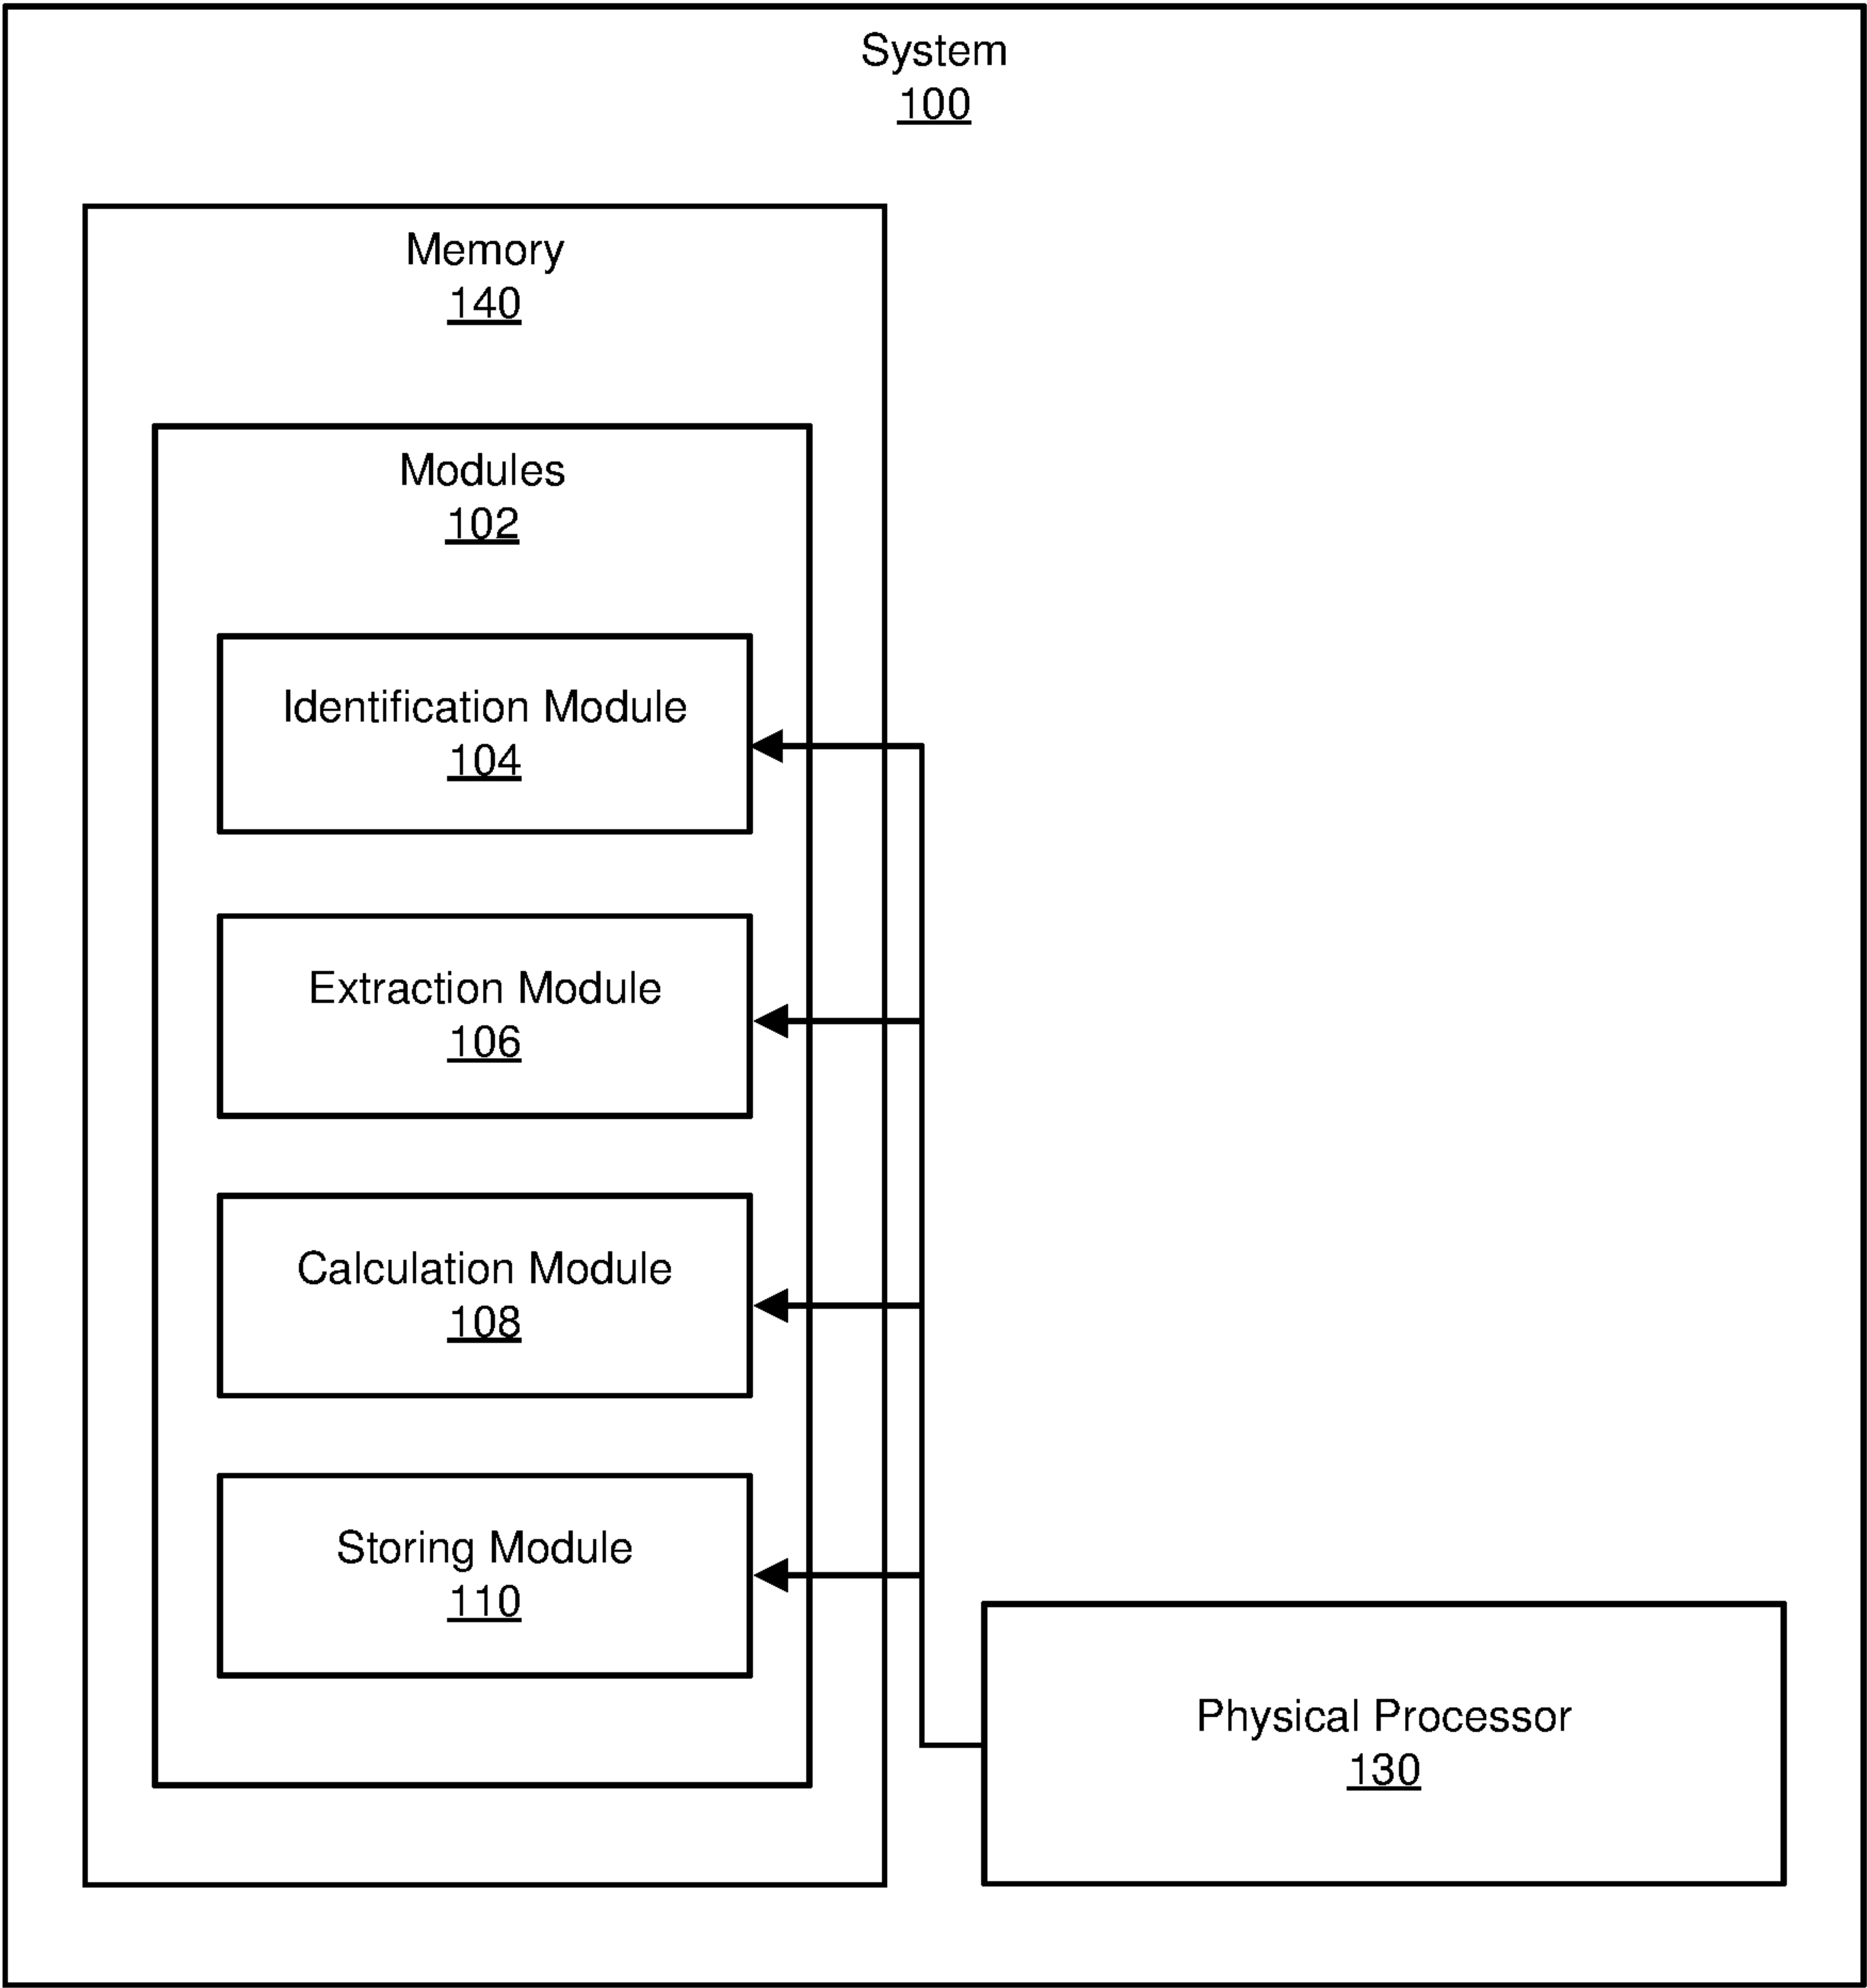 System
100
Memory
140
Modules
102
Identification Module
104
Extraction Module
106
Calculation Module
108
Storing Module
110
Physical Processor
130